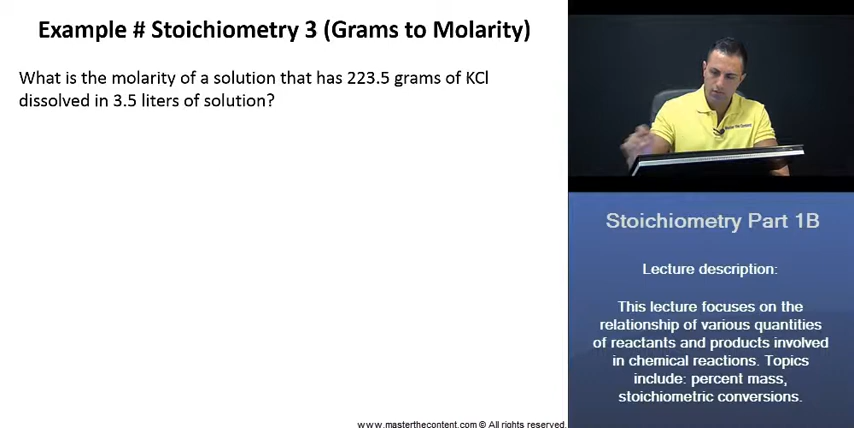 Example # Stoichiometry 3 (Grams to Molarity)
What is the molarity of a solution that has 223.5 grams of KCl
dissolved in 3.5 liters of solution?
Stoichiometry Part 1B
Lecture description:
This lecture focuses on the
relationship of various quantities
of reactants and products involved
in chemical reactions. Topics
include: percent mass,
stoichiometric conversions.
www.masterthecontent.com © All rights reserved.